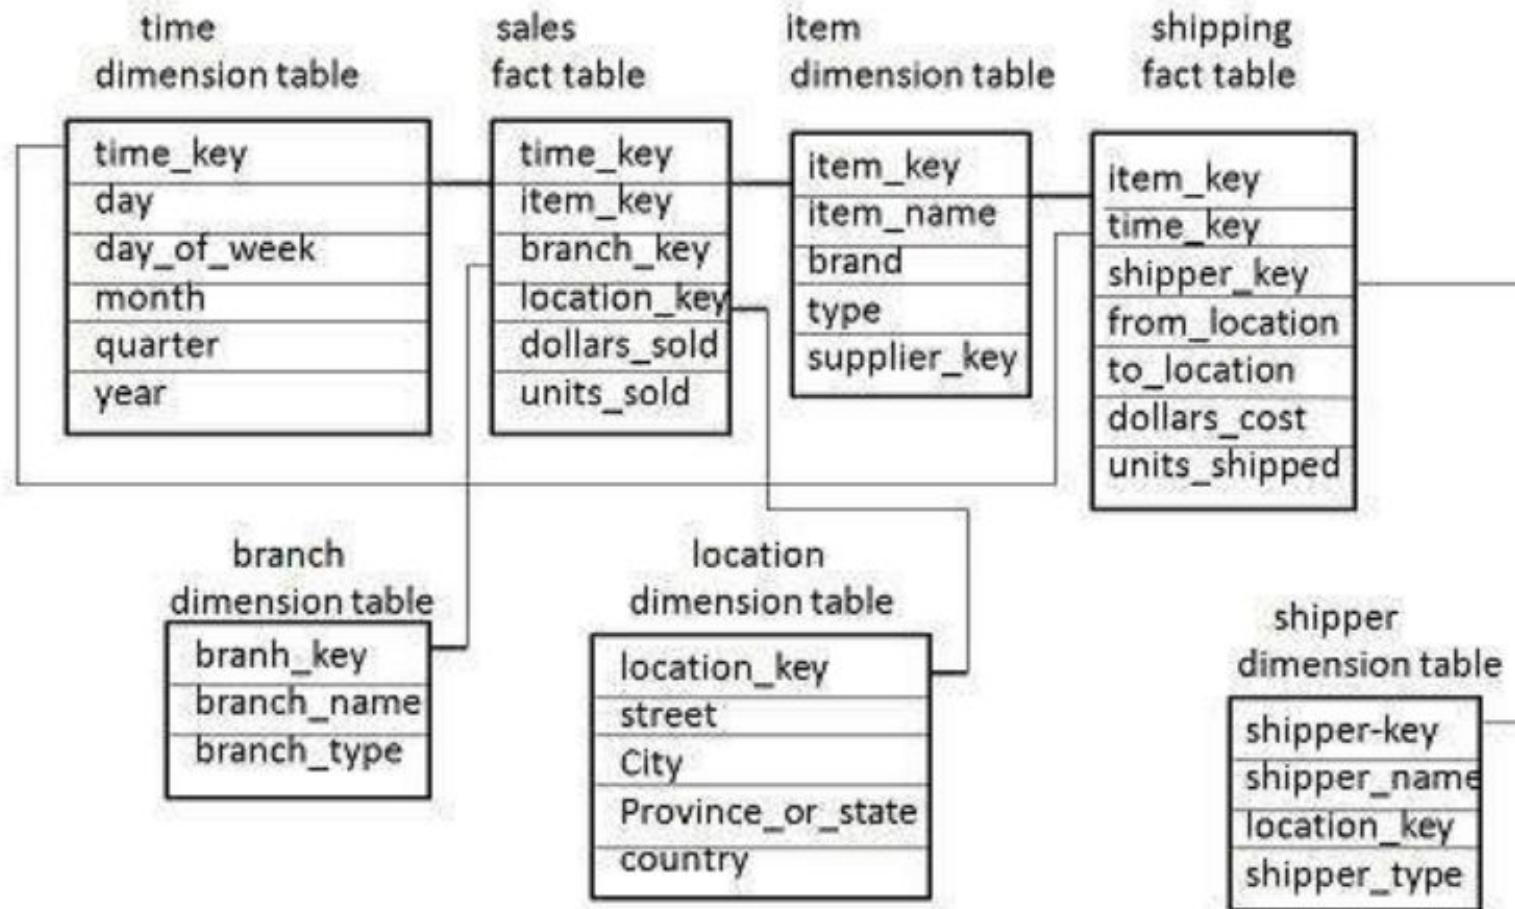 time
dimension table
time_key
day
day_of_week
month
quarter
year
sales
fact table
time_key
item_key
branch_key
location_key
dollars_sold
units_sold
item
dimension table
item_key
item_name
brand
type
supplier_key
shipping
fact table
item_key
time_key
shipper_key
from_location
to_location
dollars_cost
units_shipped
branch
dimension table
branh_key
branch_name
branch_type
location
dimension table
location_key
street
City
Province_or_state
country
shipper
dimension table
shipper-key
shipper_name
location_key
shipper_type